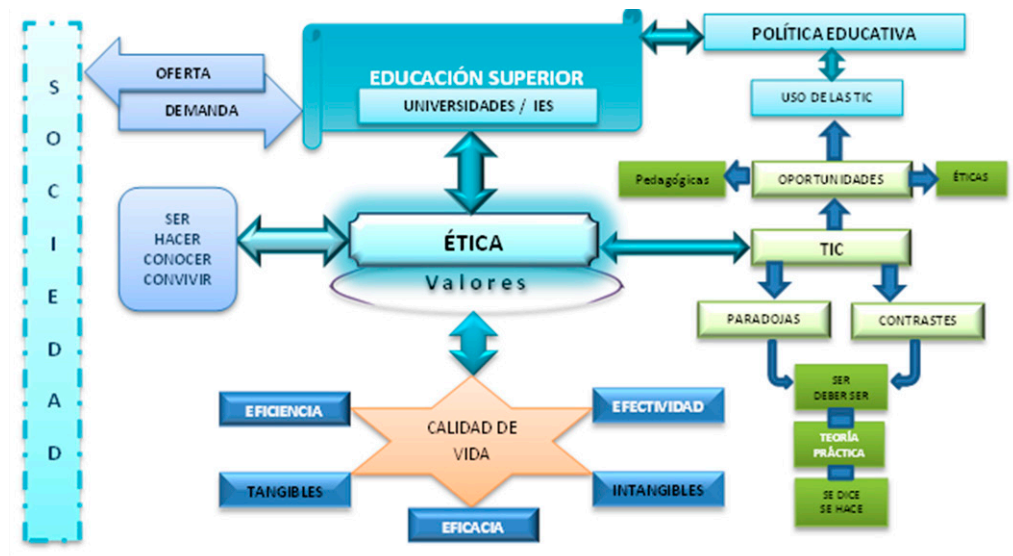 SOCIEDAD
OFERTA
DEMANDA
EDUCACIÓN SUPERIOR
UNIVERSIDADES / IES
POLÍTICA EDUCATIVA
USO DE LAS TIC
Pedagógicas
OPORTUNIDADES
ÉTICAS
SER
HACER
CONOCER
CONVIVIR
ÉTICA
Valores
TIC
PARADOJAS
CONTRASTES
SER
DEBER SER
TEORÍA
PRÁCTICA
SE DICE
SE HACE
EFICIENCIA
EFECTIVIDAD
CALIDAD DE
VIDA
TANGIBLES
INTANGIBLES
EFICACIA